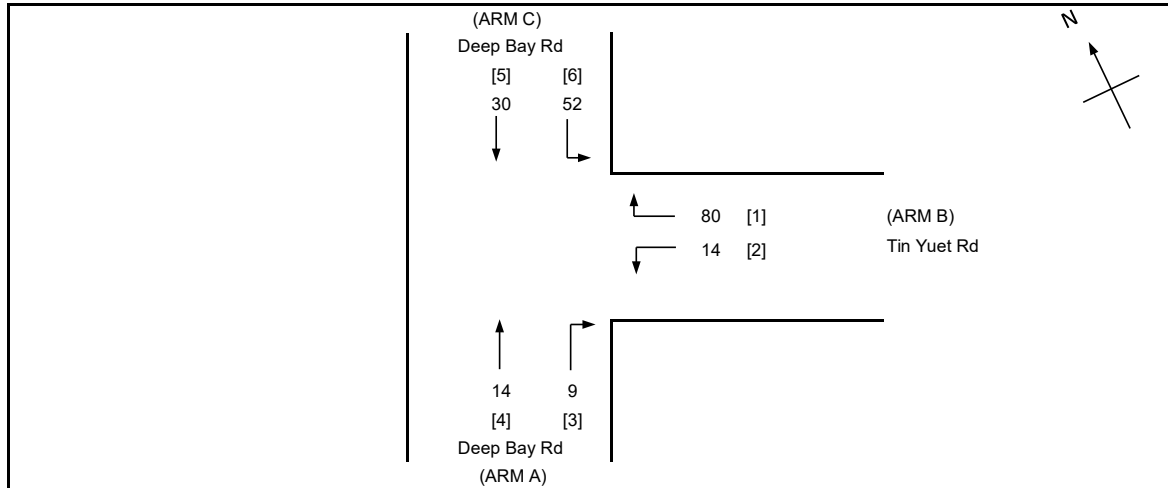 (ARM C)
Deep Bay Rd
[5] [6]
30 52
N
80 [1] (ARM B)
14 [2] Tin Yuet Rd
14 9
[4] [3]
Deep Bay Rd
(ARM A)